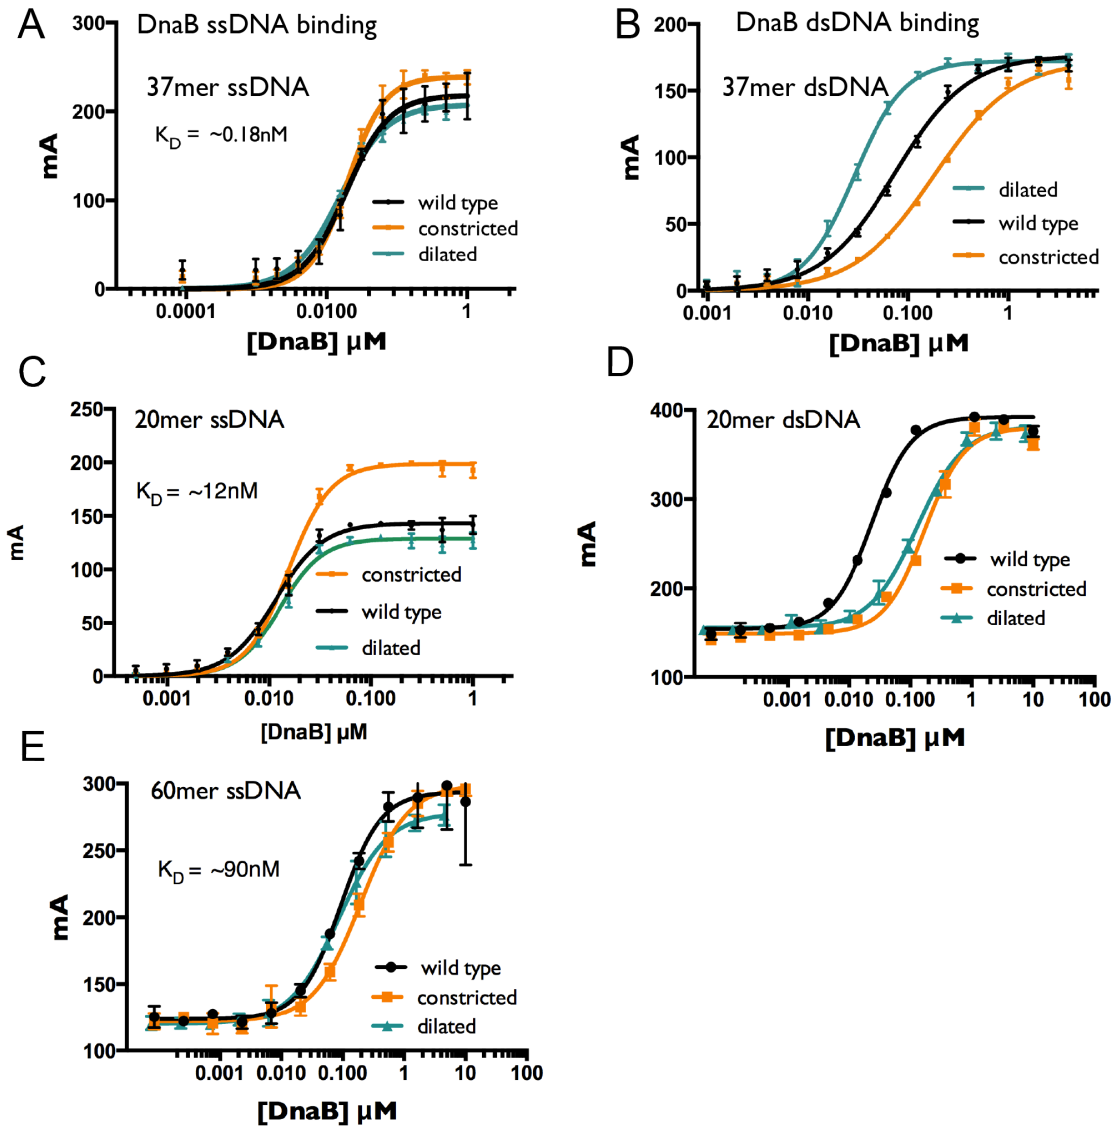 A
DnaB ssDNA binding
37mer ssDNA
KD = ~0.18nM
mA
300
200
100
0
wild type
constricted
dilated
0.0001 0.0100 1
[DnaB] µM
B
DnaB dsDNA binding
37mer dsDNA
mA
200
150
100
50
0
dilated
wild type
constricted
0.001 0.010 0.100 1
[DnaB] µM
C
20mer ssDNA
KD = ~12nM
mA
250
200
150
100
50
0
constricted
wild type
dilated
0.001 0.010 0.100 1
[DnaB] µM
D
20mer dsDNA
mA
400
300
200
100
wild type
constricted
dilated
0.001 0.010 0.100 1 10 100
[DnaB] µM
E
60mer ssDNA
KD = ~90nM
mA
300
250
200
150
100
wild type
constricted
dilated
0.001 0.010 0.100 1 10 100
[DnaB] µM